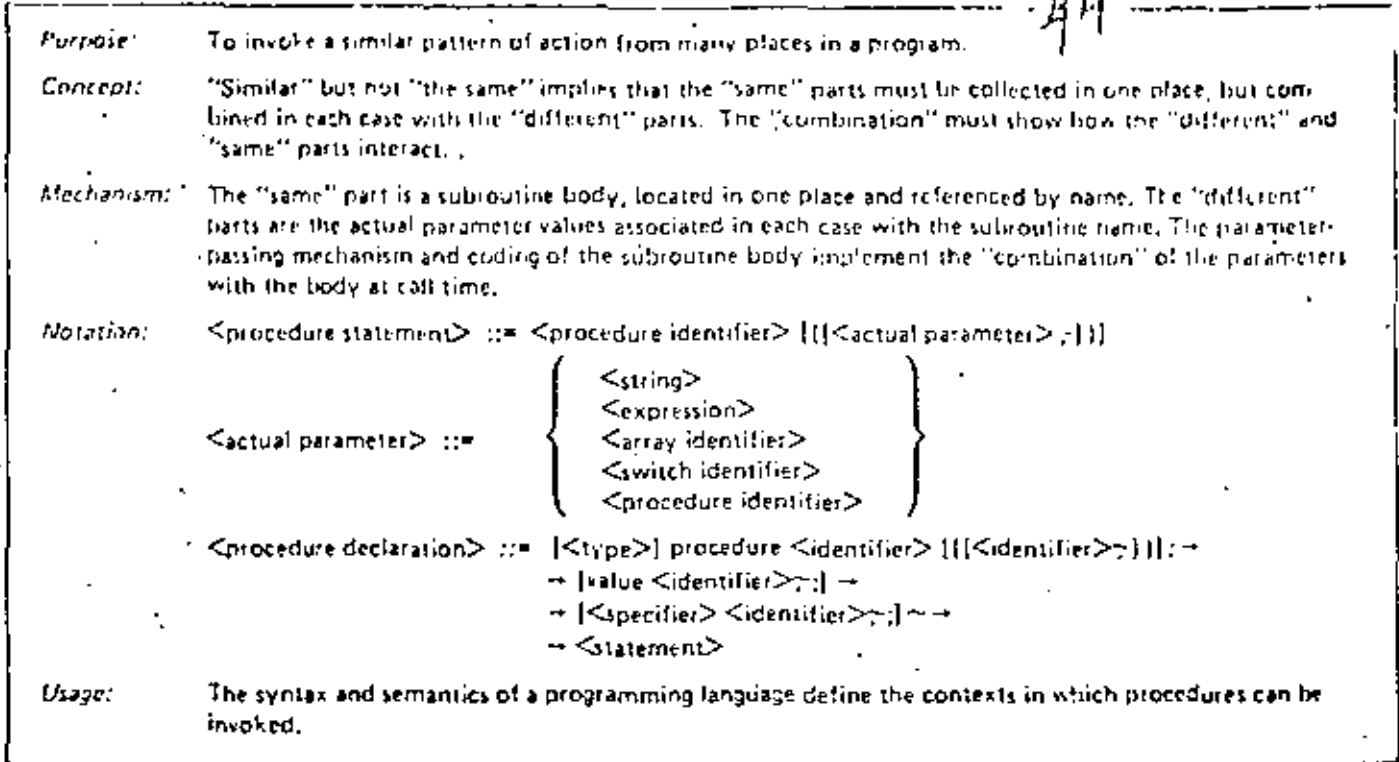 Purpose: To invoke a similar pattern of action from many places in a program.
Concept: "Similar" but not "the same" implies that the "same" parts must be collected in one place, but com
bined in each case with the "different" parts. The "combination" must show how the "different" and
"same" parts interact.
Mechanism: The "same" part is a subroutine body, located in one place and referenced by name. The "different"
parts are the actual parameter values associated in each case with the subroutine name. The parameter-
passing mechanism and coding of the subroutine body implement the "combination" of the parameters
with the body at call time.
Notation: <procedure statement> ::= <procedure identifier> [([<actual parameter> ,~])]
<string>
<expression>
<actual parameter> ::= <array identifier>
<switch identifier>
<procedure identifier>
<procedure declaration> ::= [<type>] procedure <identifier> [([<identifier>,~])]; →
→ [value <identifier>,~;] →
→ [<specifier> <identifier>,~;] ~ →
→ <statement>
Usage: The syntax and semantics of a programming language define the contexts in which procedures can be
invoked.